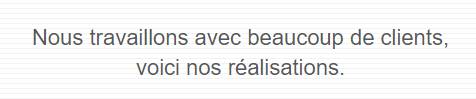 Nous travaillons avec beaucoup de clients,
voici nos réalisations.